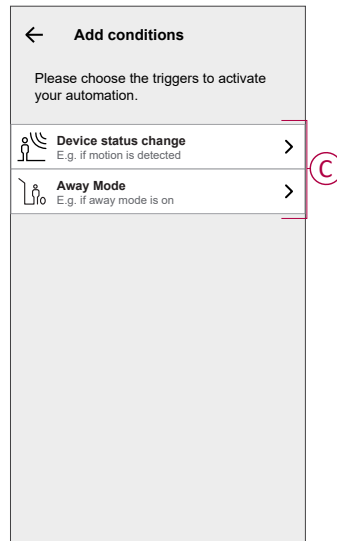 Add conditions
Please choose the triggers to activate
your automation.
Device status change
E.g. if motion is detected
Away Mode
E.g. if away mode is on
C